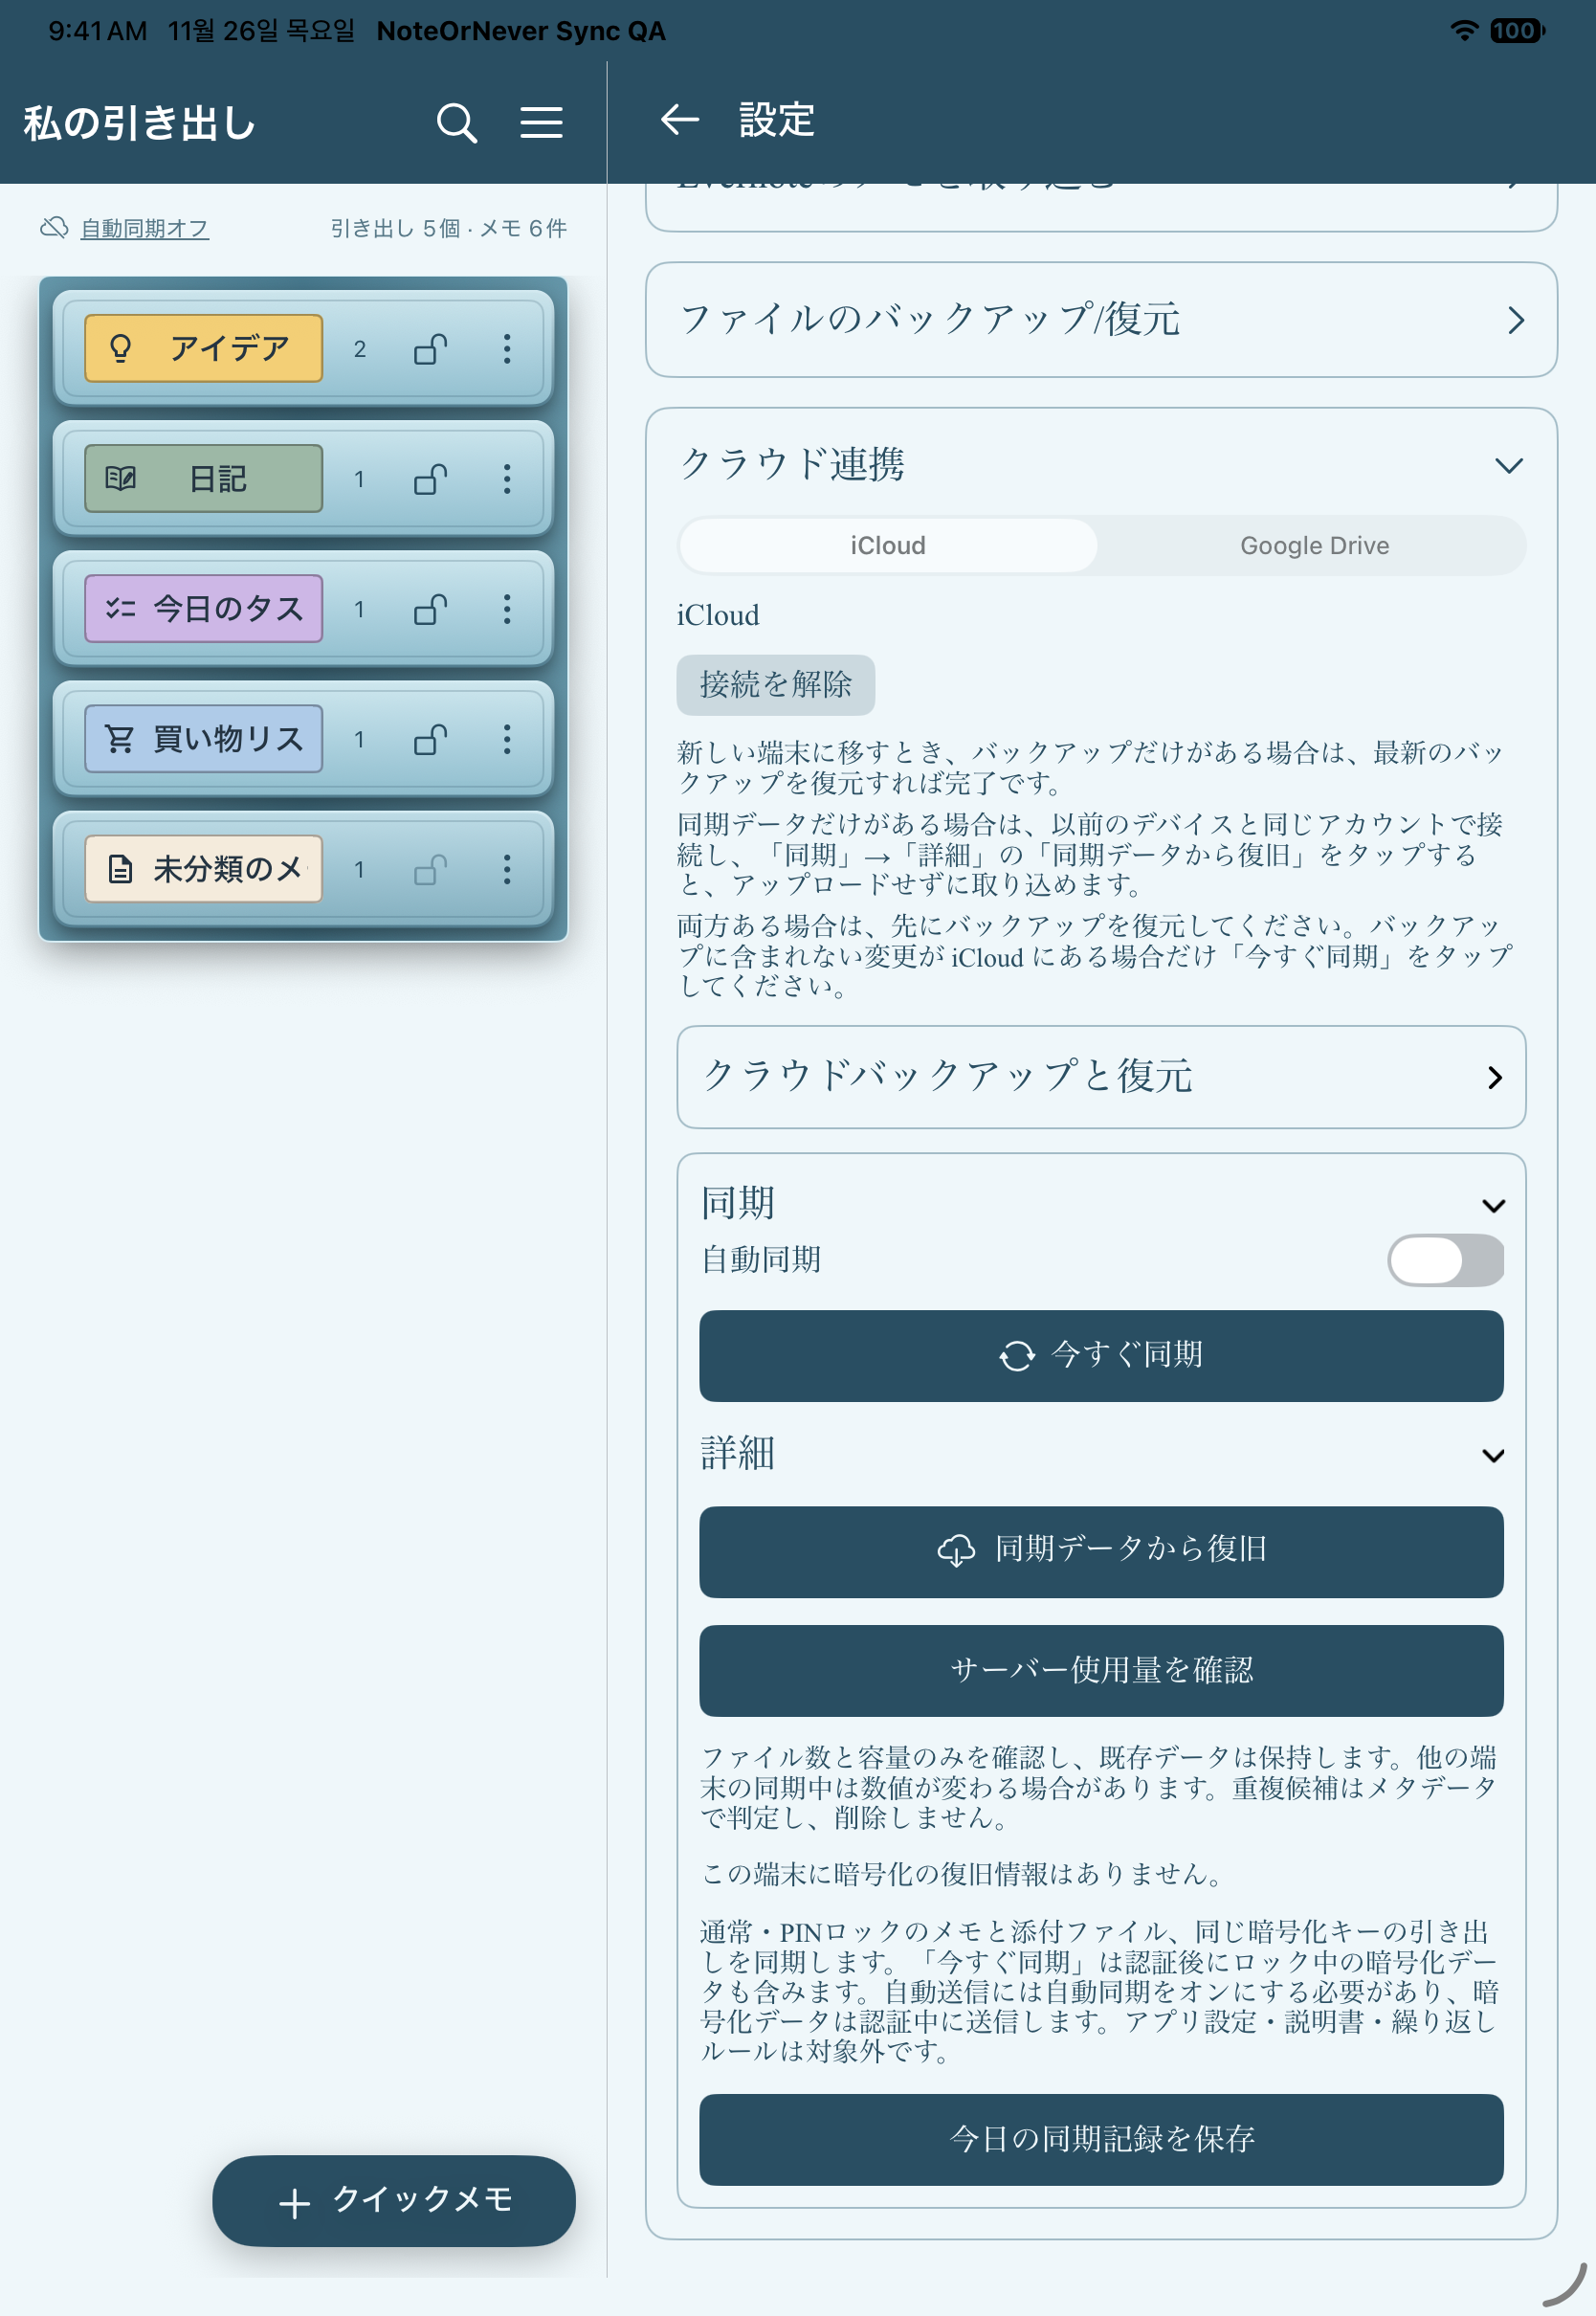 9:41 AM 11월 26일 목요일 NoteOrNever Sync QA
100
私の引き出し
設定
自動同期オフ
引き出し 5個 · メモ 6件
アイデア 2
日記 1
今日のタス 1
買い物リス 1
未分類のメ 1
クイックメモ
ファイルのバックアップ/復元
クラウド連携
iCloud
Google Drive
iCloud
接続を解除
新しい端末に移すとき、バックアップだけがある場合は、最新のバッ
クアップを復元すれば完了です。
同期データだけがある場合は、以前のデバイスと同じアカウントで接
続し、「同期」→「詳細」の「同期データから復旧」をタップする
と、アップロードせずに取り込めます。
両方ある場合は、先にバックアップを復元してください。バックアッ
プに含まれない変更が iCloud にある場合だけ「今すぐ同期」をタップ
してください。
クラウドバックアップと復元
同期
自動同期
今すぐ同期
詳細
同期データから復旧
サーバー使用量を確認
ファイル数と容量のみを確認し、既存データは保持します。他の端
末の同期中は数値が変わる場合があります。重複候補はメタデータ
で判定し、削除しません。
この端末に暗号化の復旧情報はありません。
通常・PINロックのメモと添付ファイル、同じ暗号化キーの引き出
しを同期します。「今すぐ同期」は認証後にロック中の暗号化デー
タも含みます。自動送信には自動同期をオンにする必要があり、暗
号化データは認証中に送信します。アプリ設定・説明書・繰り返し
ルールは対象外です。
今日の同期記録を保存